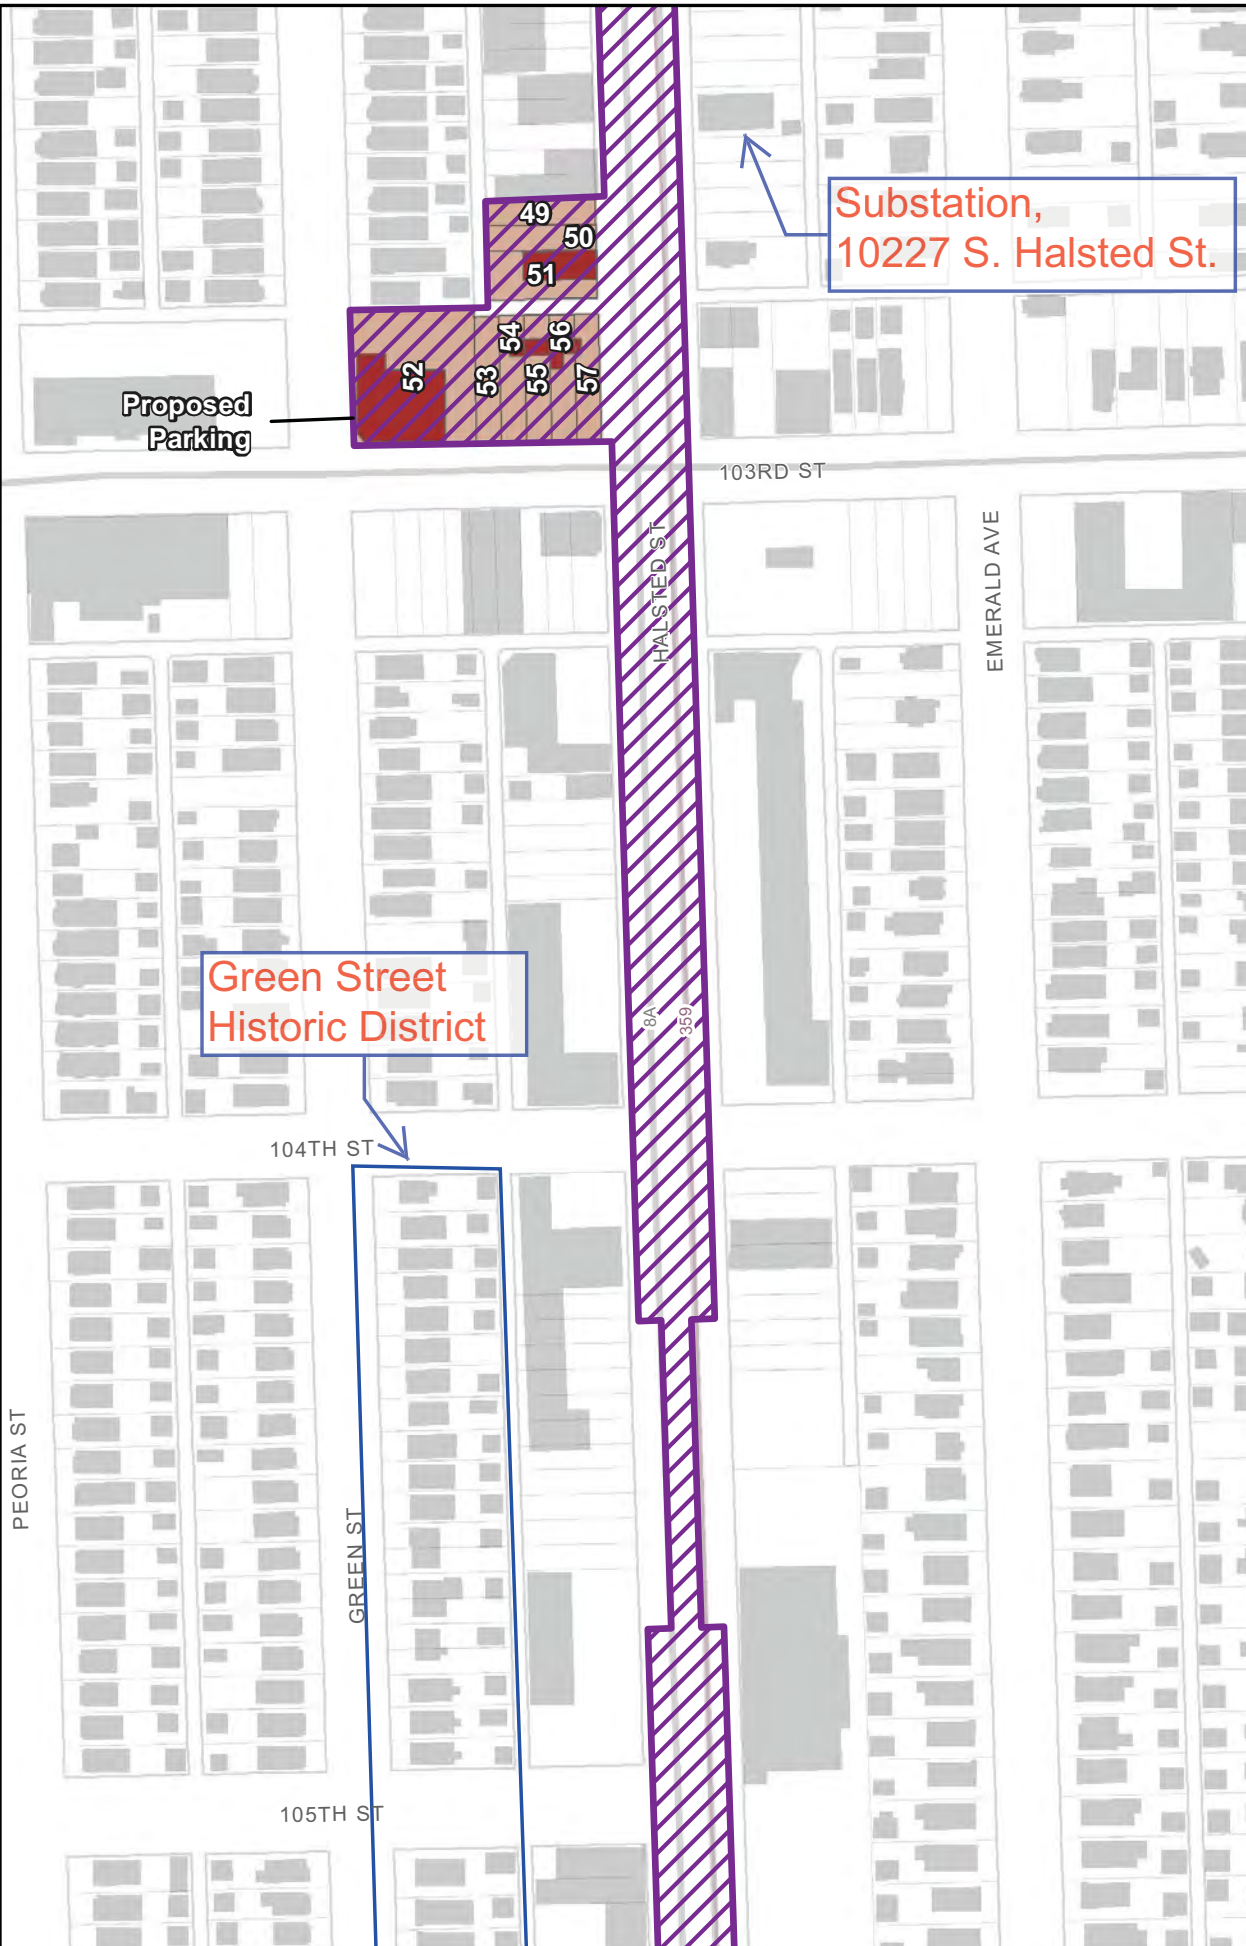 49
50
51
Substation,
10227 S. Halsted St.
52
53
54
55
56
57
Proposed
Parking
103RD ST
HALSTED ST
EMERALD AVE
Green Street
Historic District
8A
359
104TH ST
PEORIA ST
GREEN ST
105TH ST